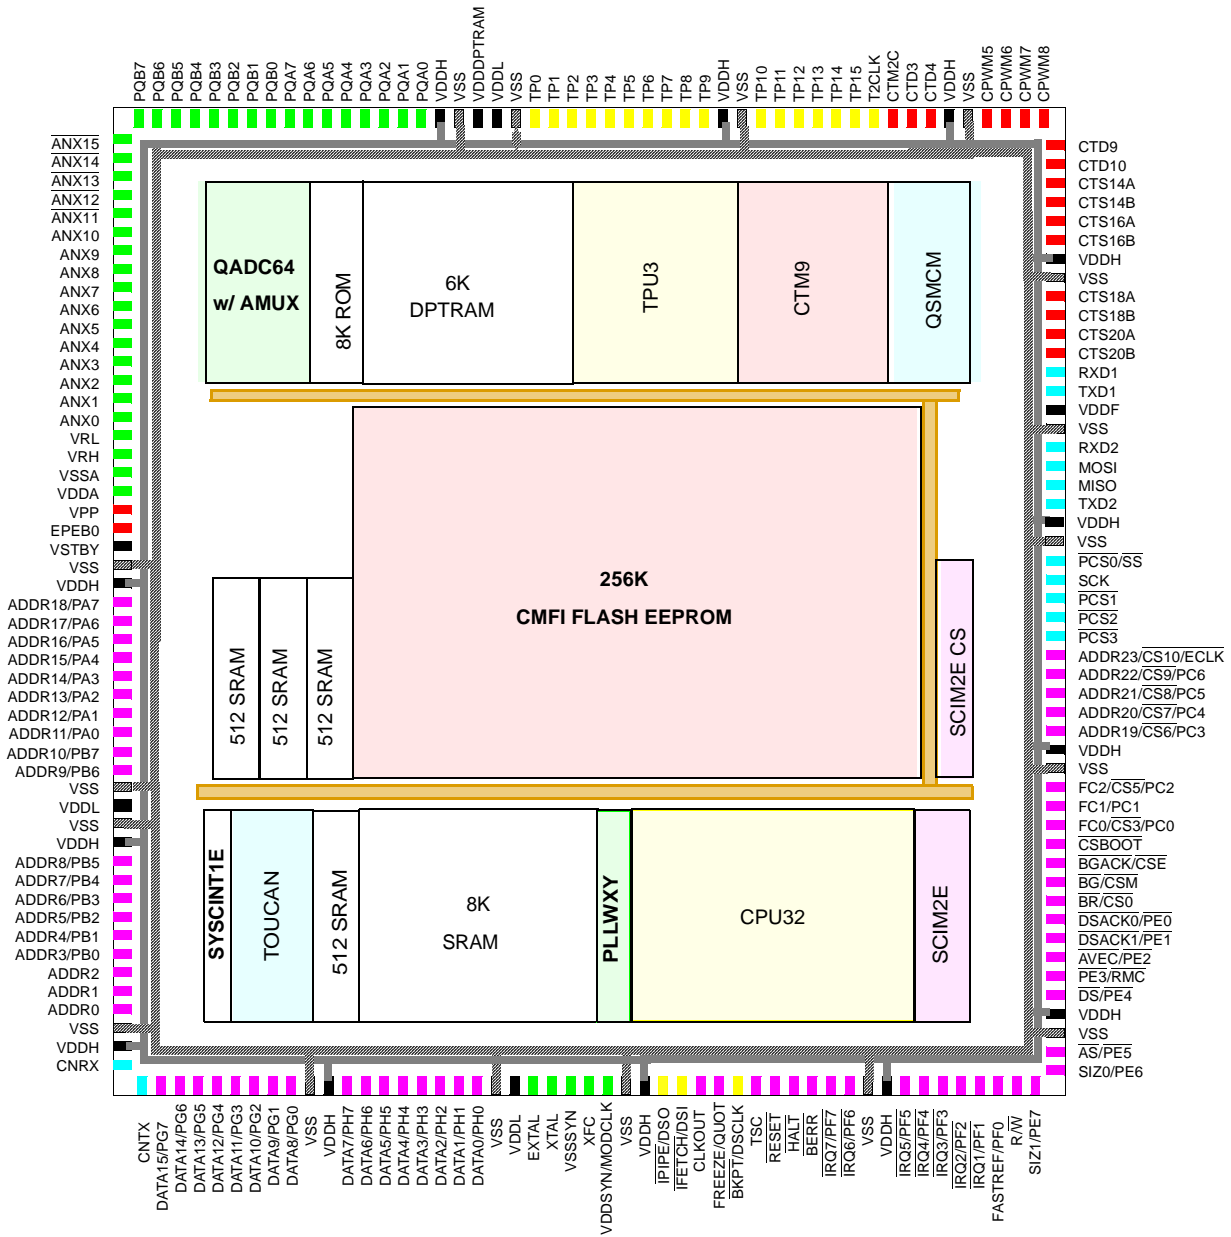 PQB7
PQB6
PQB5
PQB4
PQB3
PQB2
PQB1
PQB0
PQA7
PQA6
PQA5
PQA4
PQA3
PQA2
PQA1
PQA0
VDDH
VSS
VDDDPTRAM
VDDL
VSS
TP0
TP1
TP2
TP3
TP4
TP5
TP6
TP7
TP8
TP9
VDDH
VSS
TP10
TP11
TP12
TP13
TP14
TP15
T2CLK
CTM2C
CTD3
CTD4
VDDH
VSS
CPWM5
CPWM6
CPWM7
CPWM8
ANX15
ANX14
ANX13
ANX12
ANX11
ANX10
ANX9
ANX8
ANX7
ANX6
ANX5
ANX4
ANX3
ANX2
ANX1
ANX0
VRL
VRH
VSSA
VDDA
VPP
EPEB0
VSTBY
VSS
VDDH
ADDR18/PA7
ADDR17/PA6
ADDR16/PA5
ADDR15/PA4
ADDR14/PA3
ADDR13/PA2
ADDR12/PA1
ADDR11/PA0
ADDR10/PB7
ADDR9/PB6
VSS
VDDL
VSS
VDDH
ADDR8/PB5
ADDR7/PB4
ADDR6/PB3
ADDR5/PB2
ADDR4/PB1
ADDR3/PB0
ADDR2
ADDR1
ADDR0
VSS
VDDH
CNRX
QADC64
w/ AMUX
8K ROM
6K
DPTRAM
TPU3
CTM9
QSMCM
256K
CMFI FLASH EEPROM
512 SRAM
512 SRAM
512 SRAM
SCIM2E CS
SYSCINT1E
TOUCAN
512 SRAM
8K
SRAM
PLLWXY
CPU32
SCIM2E
CTD9
CTD10
CTS14A
CTS14B
CTS16A
CTS16B
VDDH
VSS
CTS18A
CTS18B
CTS20A
CTS20B
RXD1
TXD1
VDDF
VSS
RXD2
MOSI
MISO
TXD2
VDDH
VSS
PCS0/SS
SCK
PCS1
PCS2
PCS3
ADDR23/CS10/ECLK
ADDR22/CS9/PC6
ADDR21/CS8/PC5
ADDR20/CS7/PC4
ADDR19/CS6/PC3
VDDH
VSS
FC2/CS5/PC2
FC1/PC1
FC0/CS3/PC0
CSBOOT
BGACK/CSE
BG/CSM
BR/CS0
DSACK0/PE0
DSACK1/PE1
AVEC/PE2
PE3/RMC
DS/PE4
VDDH
VSS
AS/PE5
SIZ0/PE6
CNTX
DATA15/PG7
DATA14/PG6
DATA13/PG5
DATA12/PG4
DATA11/PG3
DATA10/PG2
DATA9/PG1
DATA8/PG0
VSS
VDDH
DATA7/PH7
DATA6/PH6
DATA5/PH5
DATA4/PH4
DATA3/PH3
DATA2/PH2
DATA1/PH1
DATA0/PH0
VSS
VDDL
EXTAL
XTAL
VSSSYN
XFC
VDDSYN/MODCLK
VSS
VDDH
IPIPE/DSO
IFETCH/DSI
CLKOUT
FREEZE/QUOT
BKPT/DSCLK
TSC
RESET
HALT
BERR
IRQ7/PF7
IRQ6/PF6
VSS
VDDH
IRQ5/PF5
IRQ4/PF4
IRQ3/PF3
IRQ2/PF2
IRQ1/PF1
FASTREF/PF0
R/W
SIZ1/PE7